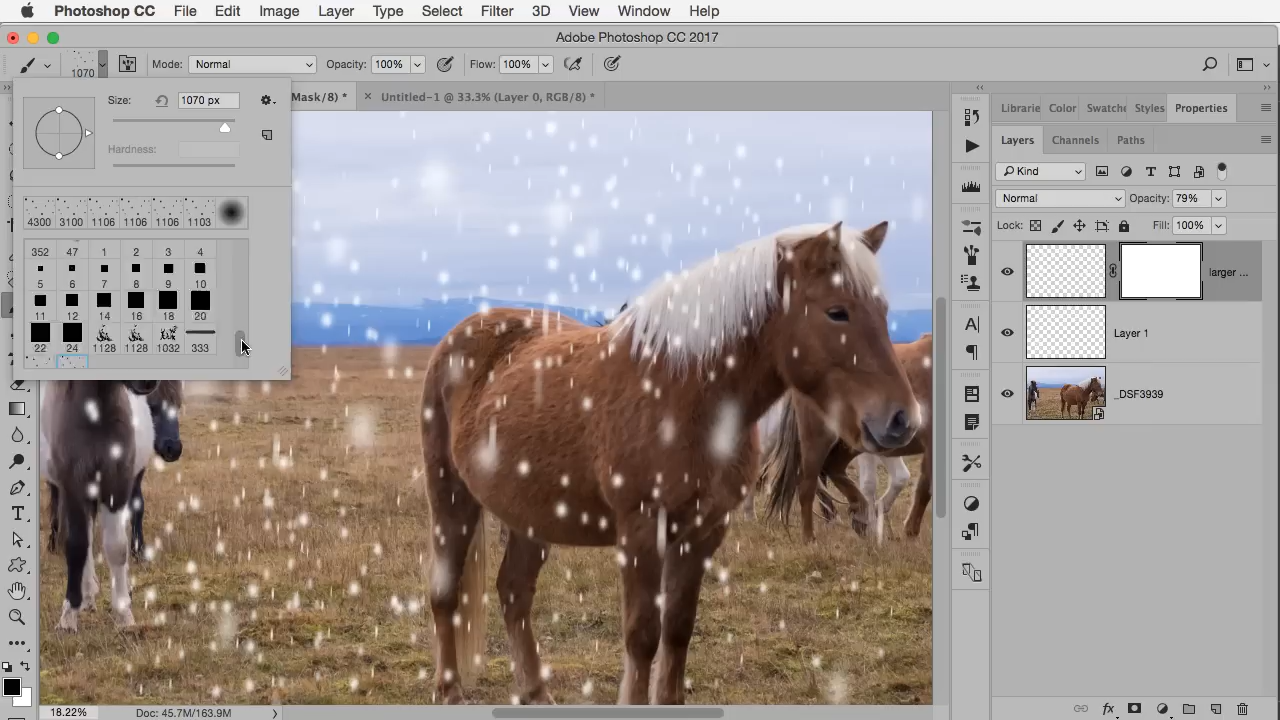 Photoshop CC File Edit Image Layer Type Select Filter 3D View Window Help
Adobe Photoshop CC 2017
1070 Mode: Normal Opacity: 100% Flow: 100%
Mask/8) * × Untitled-1 @ 33.3% (Layer 0, RGB/8) *
Size: 1070 px
Hardness:
4300 3100 1106 1106 1106 1103
352 47 1 2 3 4
5 6 7 8 9 10
11 12 14 16 18 20
22 24 1128 1128 1032 333
Librarie Color Swatche Styles Properties
Layers Channels Paths
Kind
Normal Opacity: 79%
Lock: Fill: 100%
larger ...
Layer 1
_DSF3939
18.22% Doc: 45.7M/163.9M